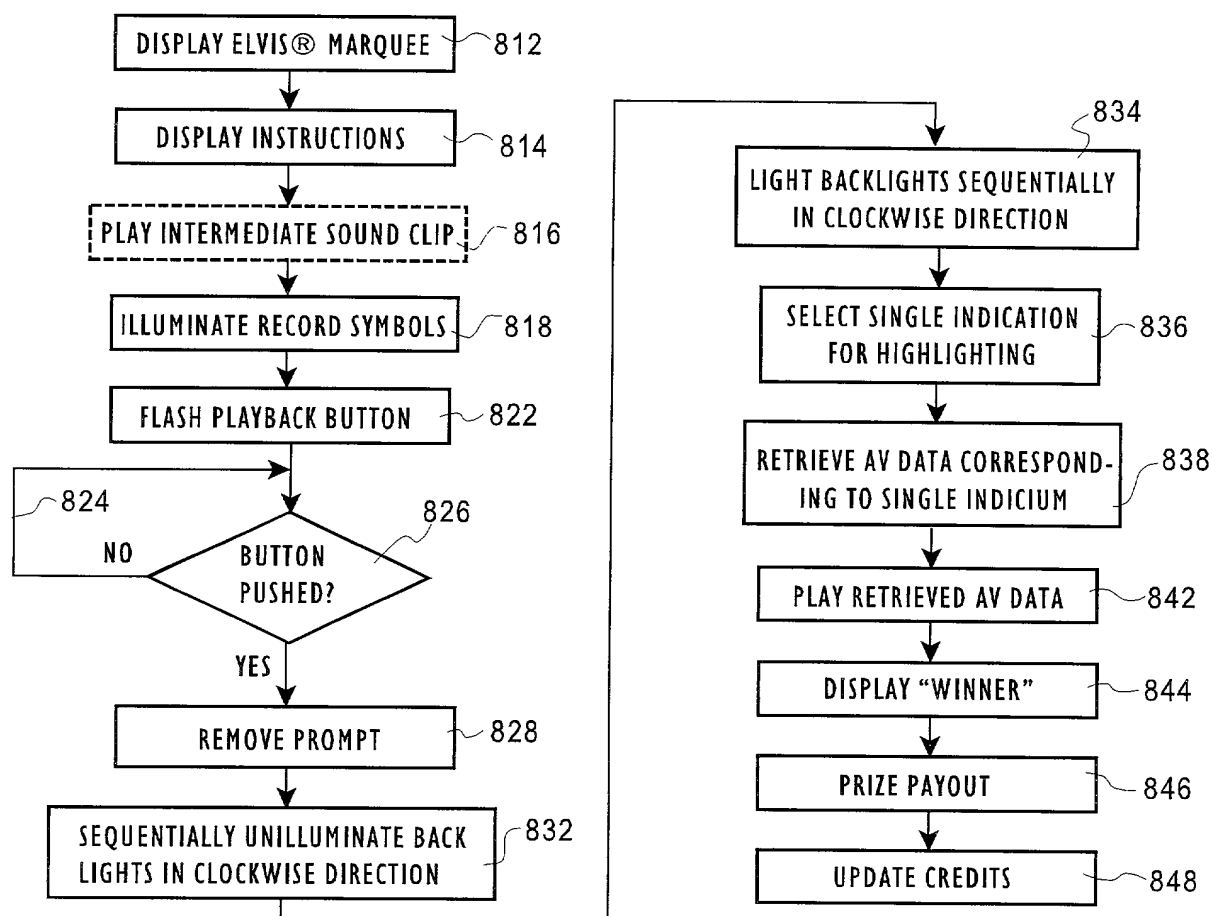 DISPLAY ELVIS® MARQUEE
812
DISPLAY INSTRUCTIONS
814
PLAY INTERMEDIATE SOUND CLIP
816
ILLUMINATE RECORD SYMBOLS
818
FLASH PLAYBACK BUTTON
822
824
826
NO
BUTTON
PUSHED?
YES
REMOVE PROMPT
828
SEQUENTIALLY UNILLUMINATE BACK
LIGHTS IN CLOCKWISE DIRECTION
832
834
LIGHT BACKLIGHTS SEQUENTIALLY
IN CLOCKWISE DIRECTION
SELECT SINGLE INDICATION
FOR HIGHLIGHTING
836
RETRIEVE AV DATA CORRESPOND-
ING TO SINGLE INDICIUM
838
PLAY RETRIEVED AV DATA
842
DISPLAY “WINNER”
844
PRIZE PAYOUT
846
UPDATE CREDITS
848